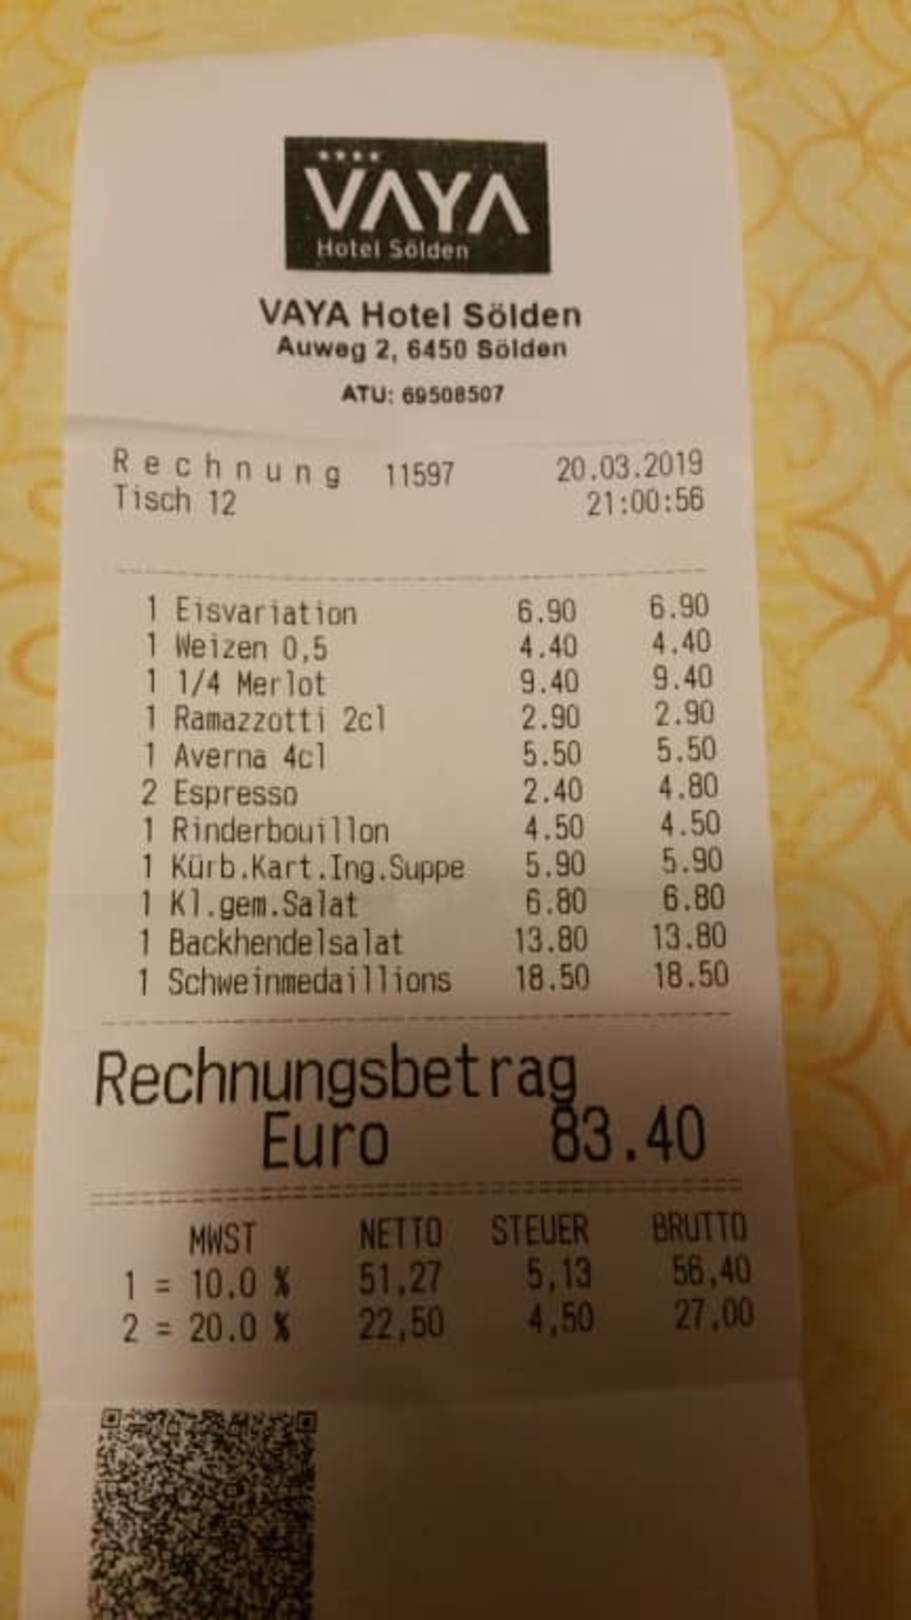 ****
VAYA
Hotel Sölden
VAYA Hotel Sölden
Auweg 2, 6450 Sölden
ATU: 69508507
Rechnung 11597 20.03.2019
Tisch 12 21:00:56
1 Eisvariation 6.90 6.90
1 Weizen 0,5 4.40 4.40
1 1/4 Merlot 9.40 9.40
1 Ramazzotti 2cl 2.90 2.90
1 Averna 4cl 5.50 5.50
2 Espresso 2.40 4.80
1 Rinderbouillon 4.50 4.50
1 Kürb.Kart.Ing.Suppe 5.90 5.90
1 Kl.gem.Salat 6.80 6.80
1 Backhendelsalat 13.80 13.80
1 Schweinmedaillions 18.50 18.50
Rechnungsbetrag
Euro 83.40
MWST NETTO STEUER BRUTTO
1 = 10.0 % 51,27 5,13 56,40
2 = 20.0 % 22,50 4,50 27,00